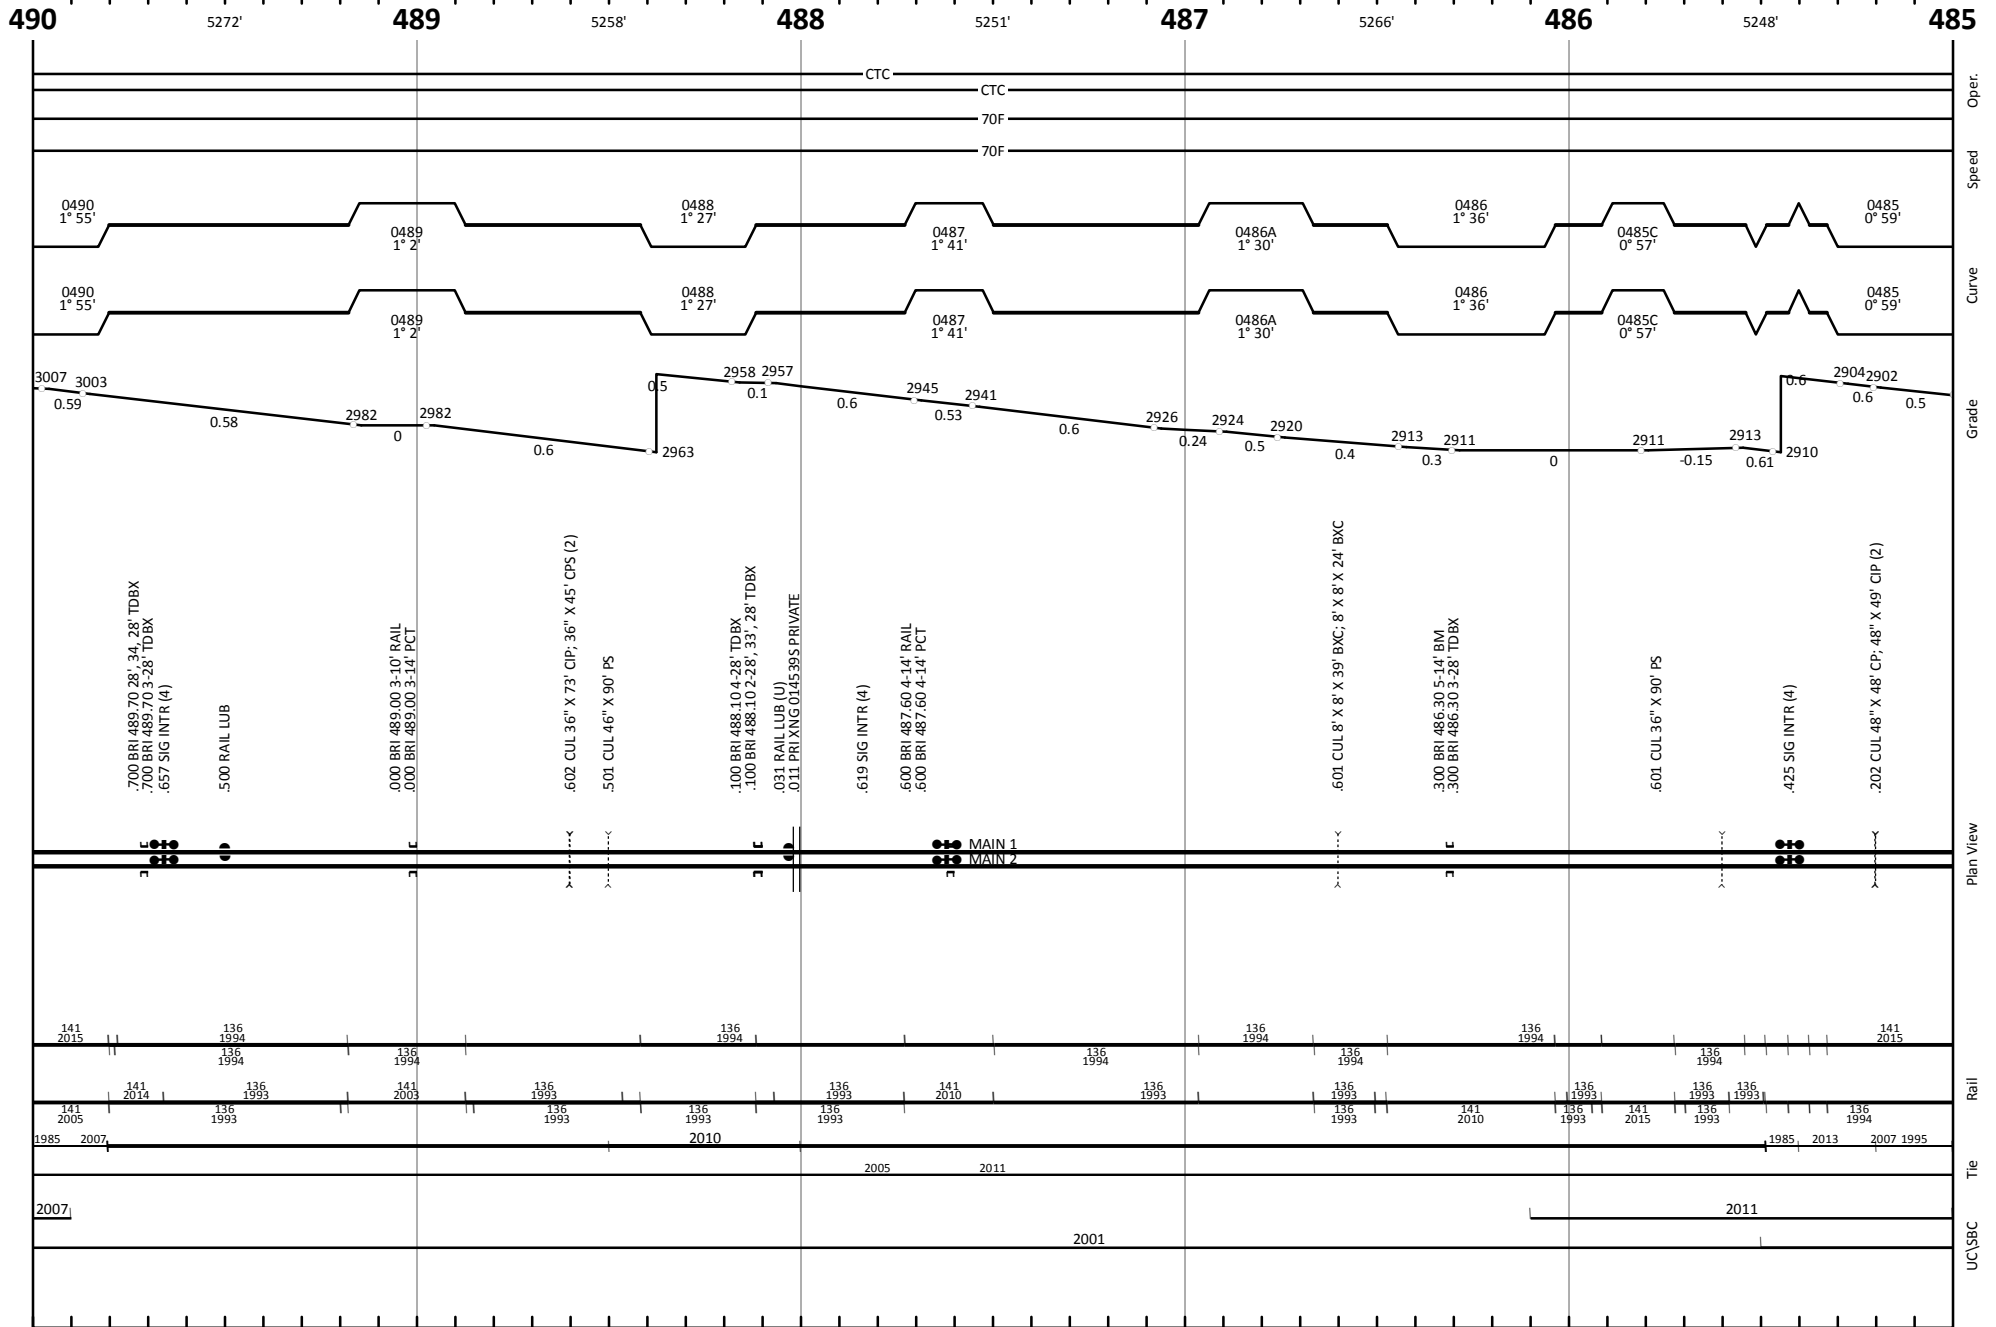 490 5272' 489 5258' 488 5251' 487 5266' 486 5248' 485
CTC
CTC
Oper.
70F
70F
Speed
0490 0488 0486 0485
1° 55' 1° 27' 1° 36' 0° 59'
0489 0487 0486A 0485C
1° 2' 1° 41' 1° 30' 0° 57'
Curve
0490 0488 0486 0485
1° 55' 1° 27' 1° 36' 0° 59'
0489 0487 0486A 0485C
1° 2' 1° 41' 1° 30' 0° 57'
3007 3003 2982 2982 2963 2958 2957 2945 2941 2926 2924 2920 2913 2911 2911 2913 2910 2904 2902
0.59 0.58 0 0.6 0.5 0.1 0.6 0.53 0.6 0.24 0.5 0.4 0.3 0 -0.15 0.61 0.6 0.6 0.5
Grade
.700 BRI 489.70 28', 34, 28' TDBX
.700 BRI 489.70 3-28' TDBX
.657 SIG INTR (4)
.500 RAIL LUB
.000 BRI 489.00 3-10' RAIL
.000 BRI 489.00 3-14' PCT
.602 CUL 36" X 73' CIP; 36" X 45' CPS (2)
.501 CUL 46" X 90' PS
.100 BRI 488.10 4-28' TDBX
.100 BRI 488.10 2-28', 33', 28' TDBX
.031 RAIL LUB (U)
.011 PRI XNG 014539S PRIVATE
.619 SIG INTR (4)
.600 BRI 487.60 4-14' RAIL
.600 BRI 487.60 4-14' PCT
.601 CUL 8' X 8' X 39' BXC; 8' X 8' X 24' BXC
.300 BRI 486.30 5-14' BM
.300 BRI 486.30 3-28' TDBX
.601 CUL 36" X 90' PS
.425 SIG INTR (4)
.202 CUL 48" X 48' CP; 48" X 49' CIP (2)
MAIN 1
MAIN 2
Plan View
141 136 136 136 136 141
2015 1994 1994 1994 1994 2015
136 136 136 136 136
1994 1994 1994 1994 1994
141 136 141 136 136 141 136 136 136 136 136
2014 1993 2003 1993 1993 2010 1993 1993 1993 1993 1993
Rail
141 136 136 136 136 136 141 136 141 136 136
2005 1993 1993 1993 1993 1993 2010 1993 2015 1993 1994
1985 2007 2010 1985 2013 2007 1995
2005 2011
Tie
2007 2011
2001
UC\SBC